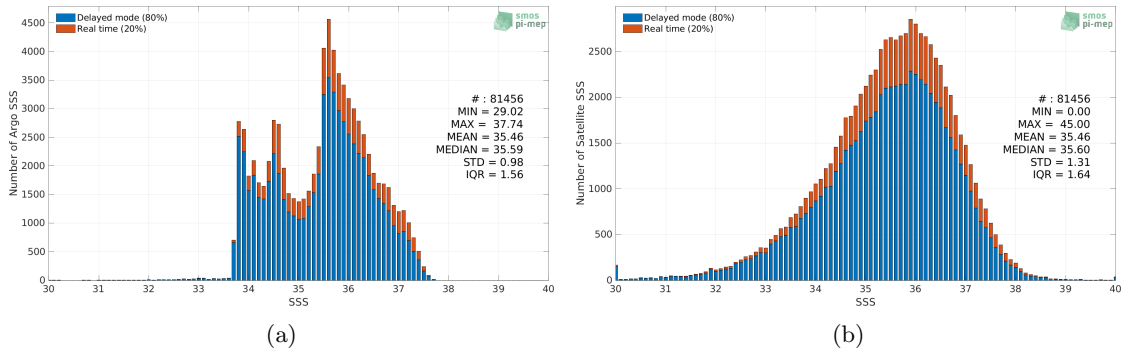 Delayed mode (80%)
Real time (20%)
smos
pi-mep
4500
4000
3500
3000
2500
2000
1500
1000
500
0
Number of Argo SSS
# : 81456
MIN = 29.02
MAX = 37.74
MEAN = 35.46
MEDIAN = 35.59
STD = 0.98
IQR = 1.56
30 31 32 33 34 35 36 37 38 39 40
SSS
(a)
Delayed mode (80%)
Real time (20%)
smos
pi-mep
2500
2000
1500
1000
500
0
Number of Satellite SSS
# : 81456
MIN = 0.00
MAX = 45.00
MEAN = 35.46
MEDIAN = 35.60
STD = 1.31
IQR = 1.64
30 31 32 33 34 35 36 37 38 39 40
SSS
(b)